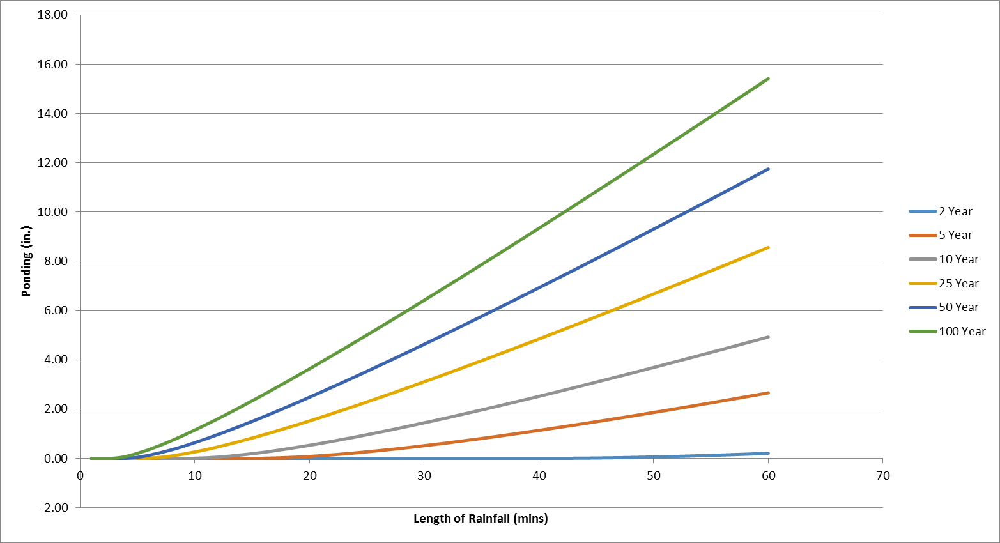 18.00
16.00
14.00
12.00
10.00
8.00
6.00
4.00
2.00
0.00
-2.00
Ponding (in.)
0 10 20 30 40 50 60 70
Length of Rainfall (mins)
2 Year
5 Year
10 Year
25 Year
50 Year
100 Year